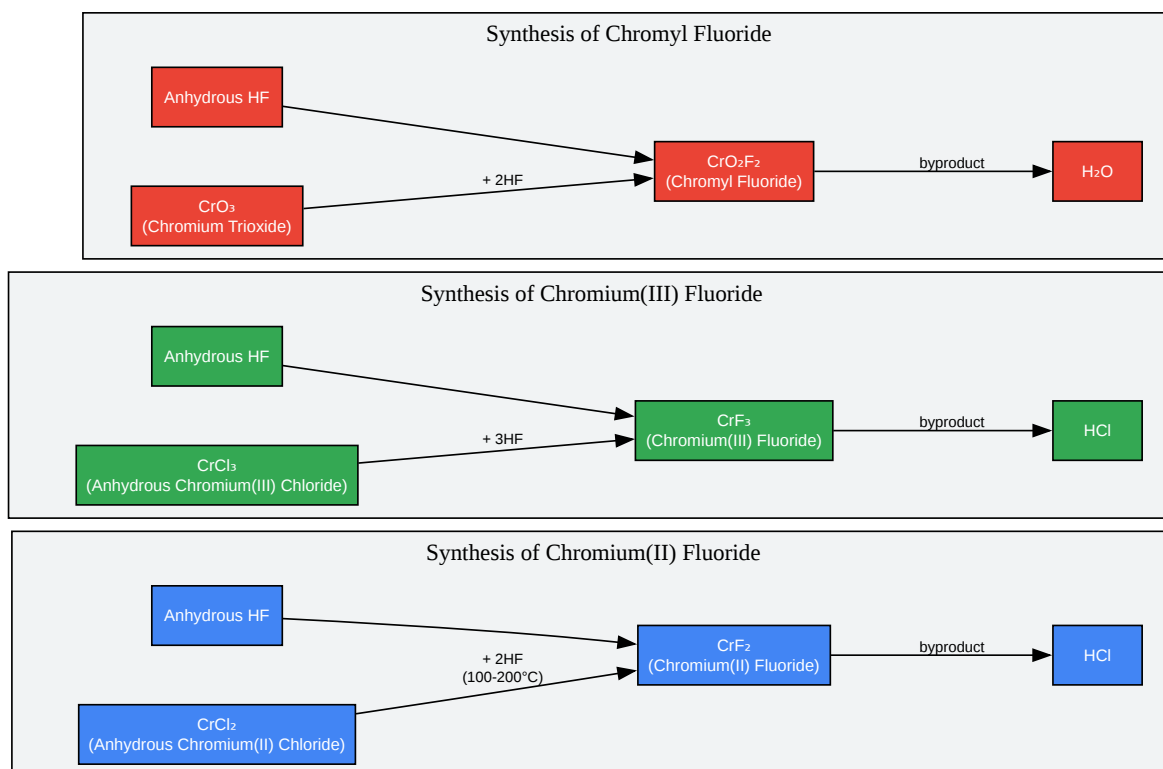 Synthesis of Chromyl Fluoride
Anhydrous HF
CrO₃
(Chromium Trioxide)
+ 2HF
CrO₂F₂
(Chromyl Fluoride)
byproduct
H₂O
Synthesis of Chromium(III) Fluoride
Anhydrous HF
CrCl₃
(Anhydrous Chromium(III) Chloride)
+ 3HF
CrF₃
(Chromium(III) Fluoride)
byproduct
HCl
Synthesis of Chromium(II) Fluoride
Anhydrous HF
CrCl₂
(Anhydrous Chromium(II) Chloride)
+ 2HF
(100-200°C)
CrF₂
(Chromium(II) Fluoride)
byproduct
HCl